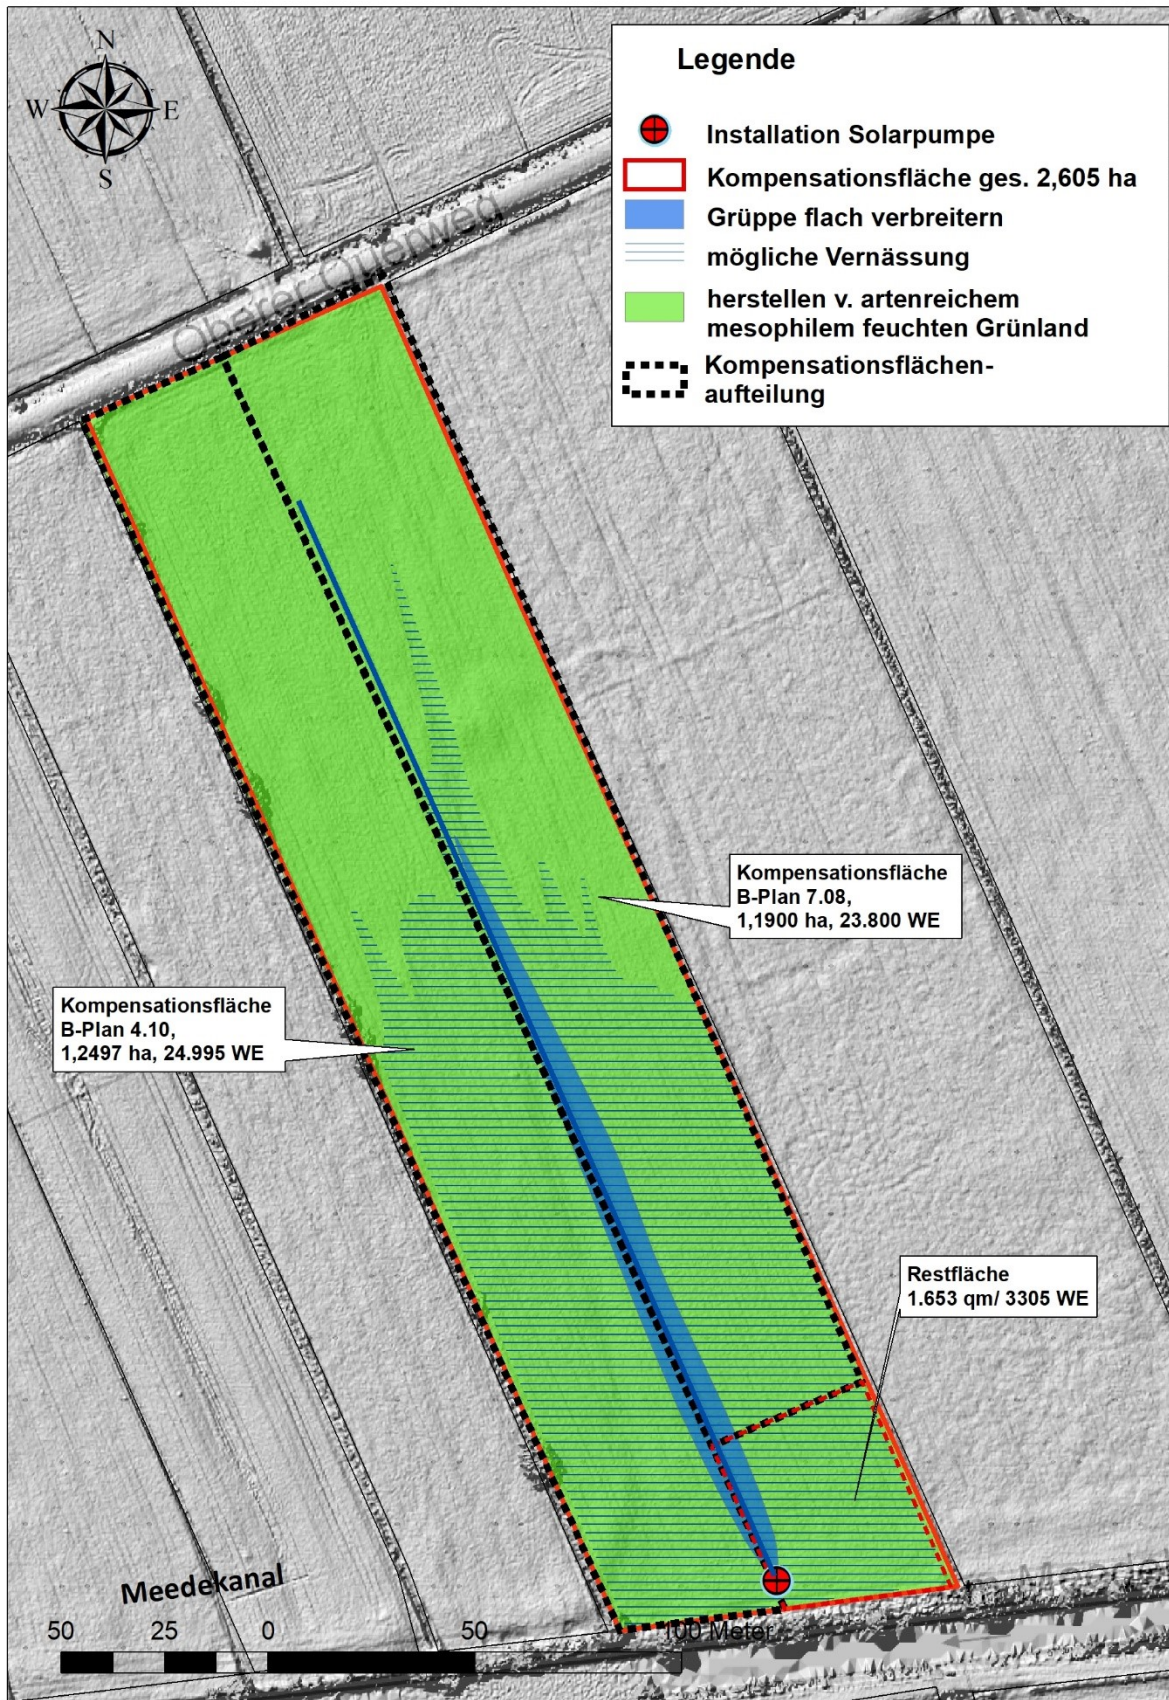 N
W E
S
Legende
Installation Solarpumpe
Kompensationsfläche ges. 2,605 ha
Grüppe flach verbreitern
mögliche Vernässung
herstellen v. artenreichem
mesophilem feuchten Grünland
Kompensationsflächen-
aufteilung
Oberer Querweg
Kompensationsfläche
B-Plan 7.08,
1,1900 ha, 23.800 WE
Kompensationsfläche
B-Plan 4.10,
1,2497 ha, 24.995 WE
Restfläche
1.653 qm/ 3305 WE
Meedekanal
50 25 0 50 100 Meter